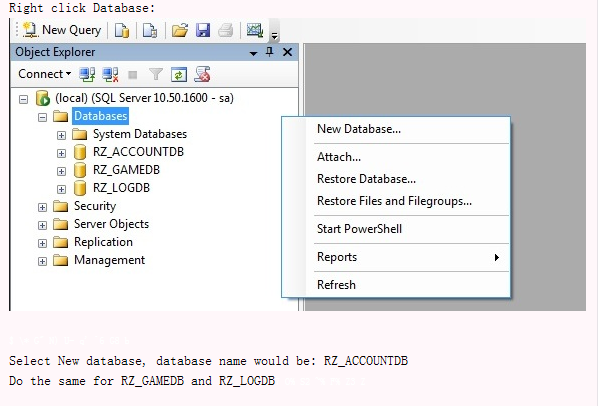 Right click Database:
New Query
Object Explorer
Connect
(local) (SQL Server 10.50.1600 - sa)
Databases
System Databases
RZ_ACCOUNTDB
RZ_GAMEDB
RZ_LOGDB
Security
Server Objects
Replication
Management
New Database...
Attach...
Restore Database...
Restore Files and Filegroups...
Start PowerShell
Reports
Refresh
Select New database, database name would be: RZ_ACCOUNTDB
Do the same for RZ_GAMEDB and RZ_LOGDB